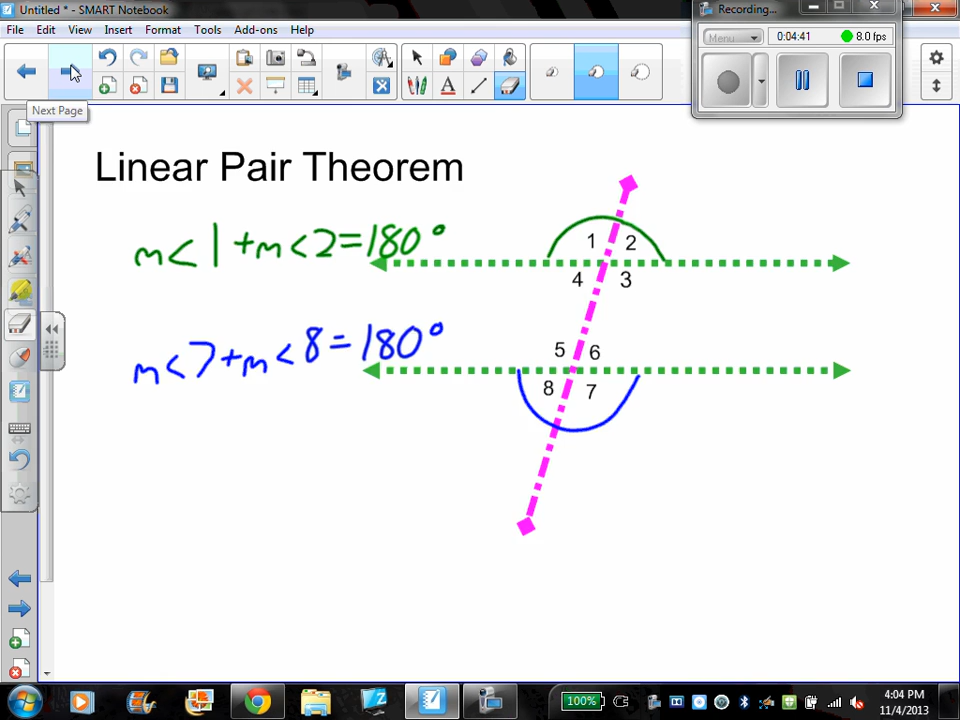 Untitled * - SMART Notebook
File Edit View Insert Format Tools Add-ons Help
Recording...
Menu 0:04:41 8.0 fps
Next Page
Linear Pair Theorem
m<1+m<2=180°
1 2
4 3
m<7+m<8=180°
5 6
8 7
100%
4:04 PM
11/4/2013